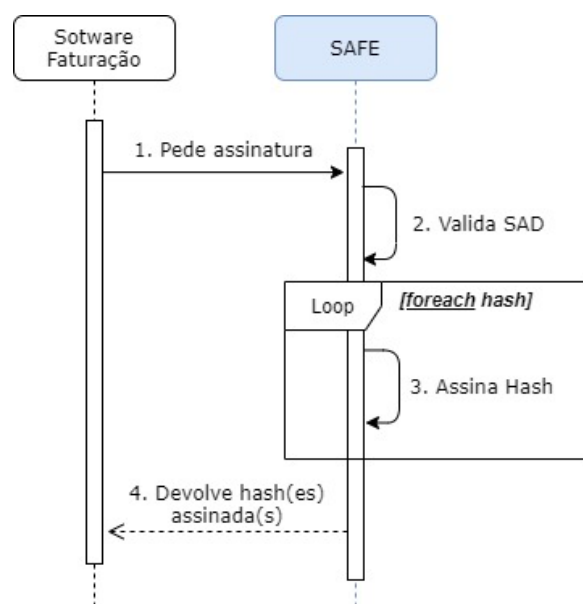 Sotware
Faturação
SAFE
1. Pede assinatura
2. Valida SAD
Loop
[foreach hash]
3. Assina Hash
4. Devolve hash(es)
assinada(s)